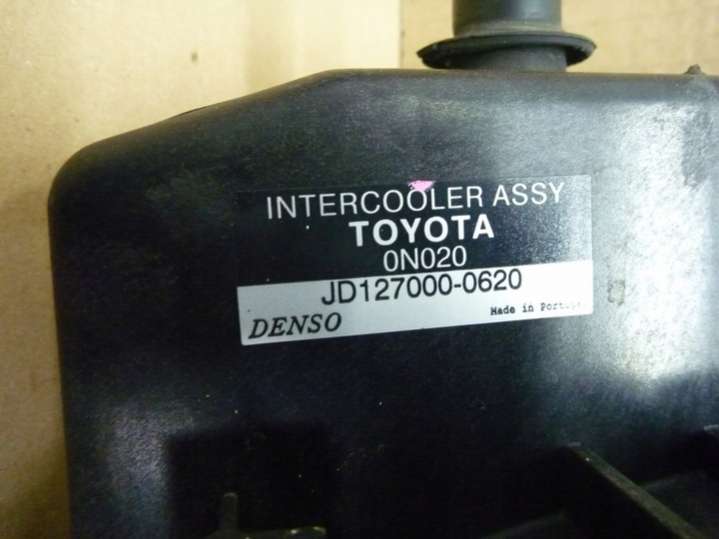 INTERCOOLER ASSY
TOYOTA
0N020
JD127000-0620
DENSO Made in